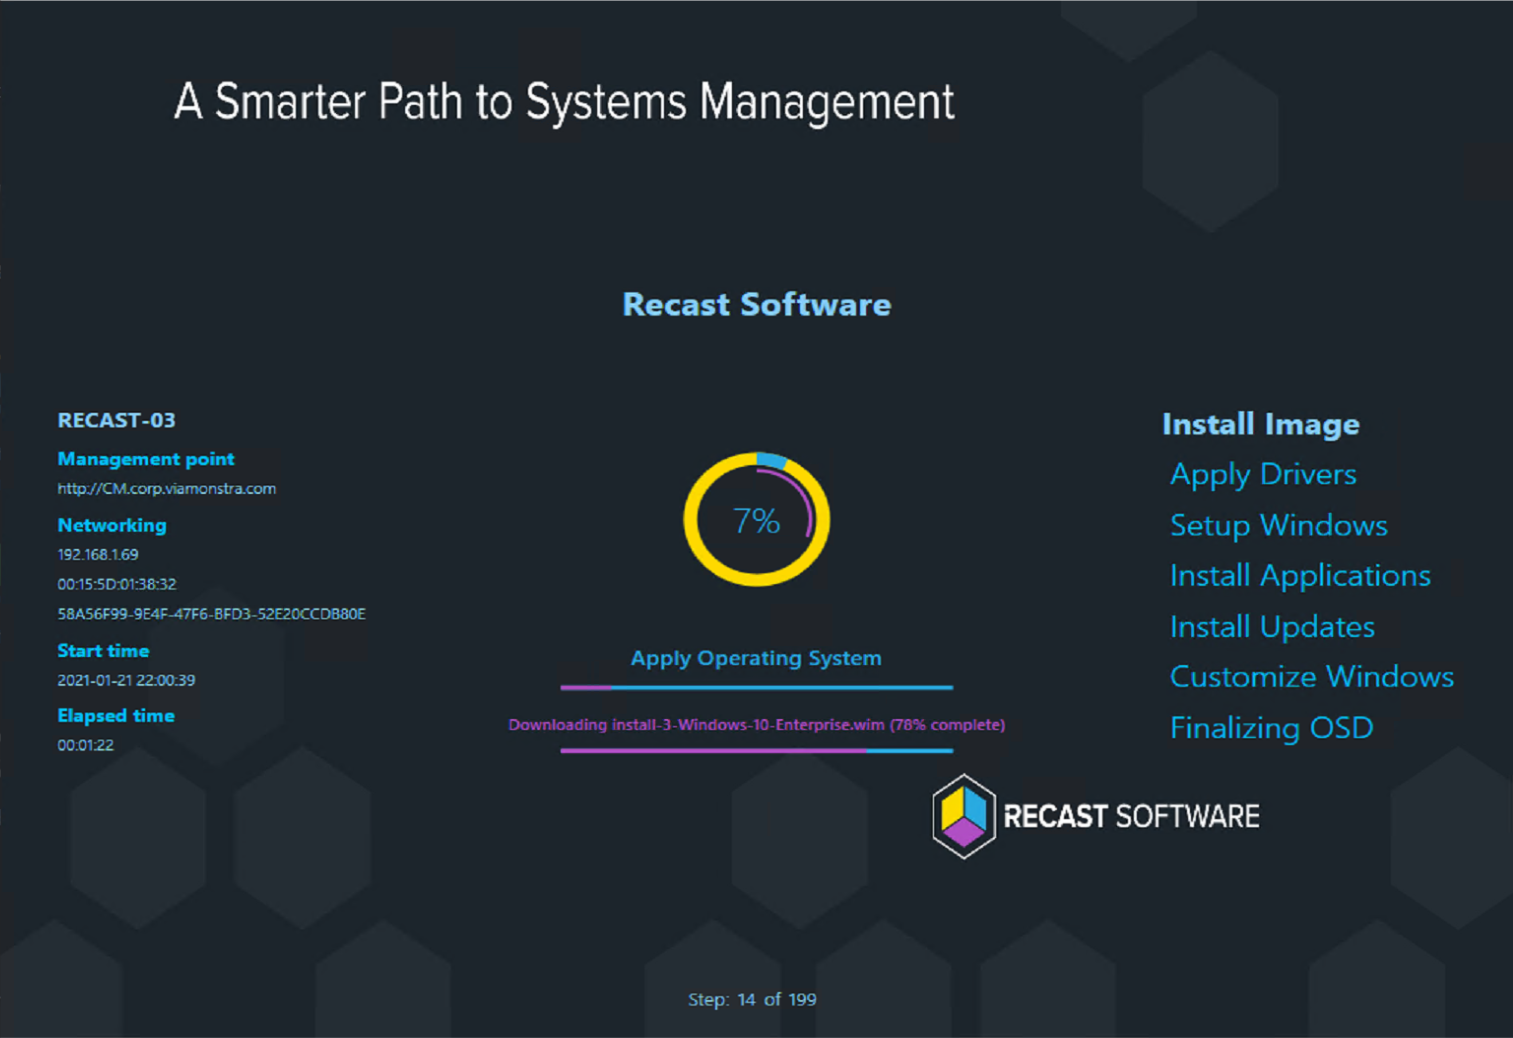 A Smarter Path to Systems Management
Recast Software
RECAST-03
Management point
http://CM.corp.viamonstra.com
Networking
192.168.1.69
00:15:5D:01:38:32
58A56F99-9E4F-47F6-BFD3-52E20CCDB80E
Start time
2021-01-21 22:00:39
Elapsed time
00:01:22
7%
Apply Operating System
Downloading install-3-Windows-10-Enterprise.wim (78% complete)
Install Image
Apply Drivers
Setup Windows
Install Applications
Install Updates
Customize Windows
Finalizing OSD
RECAST SOFTWARE
Step: 14 of 199